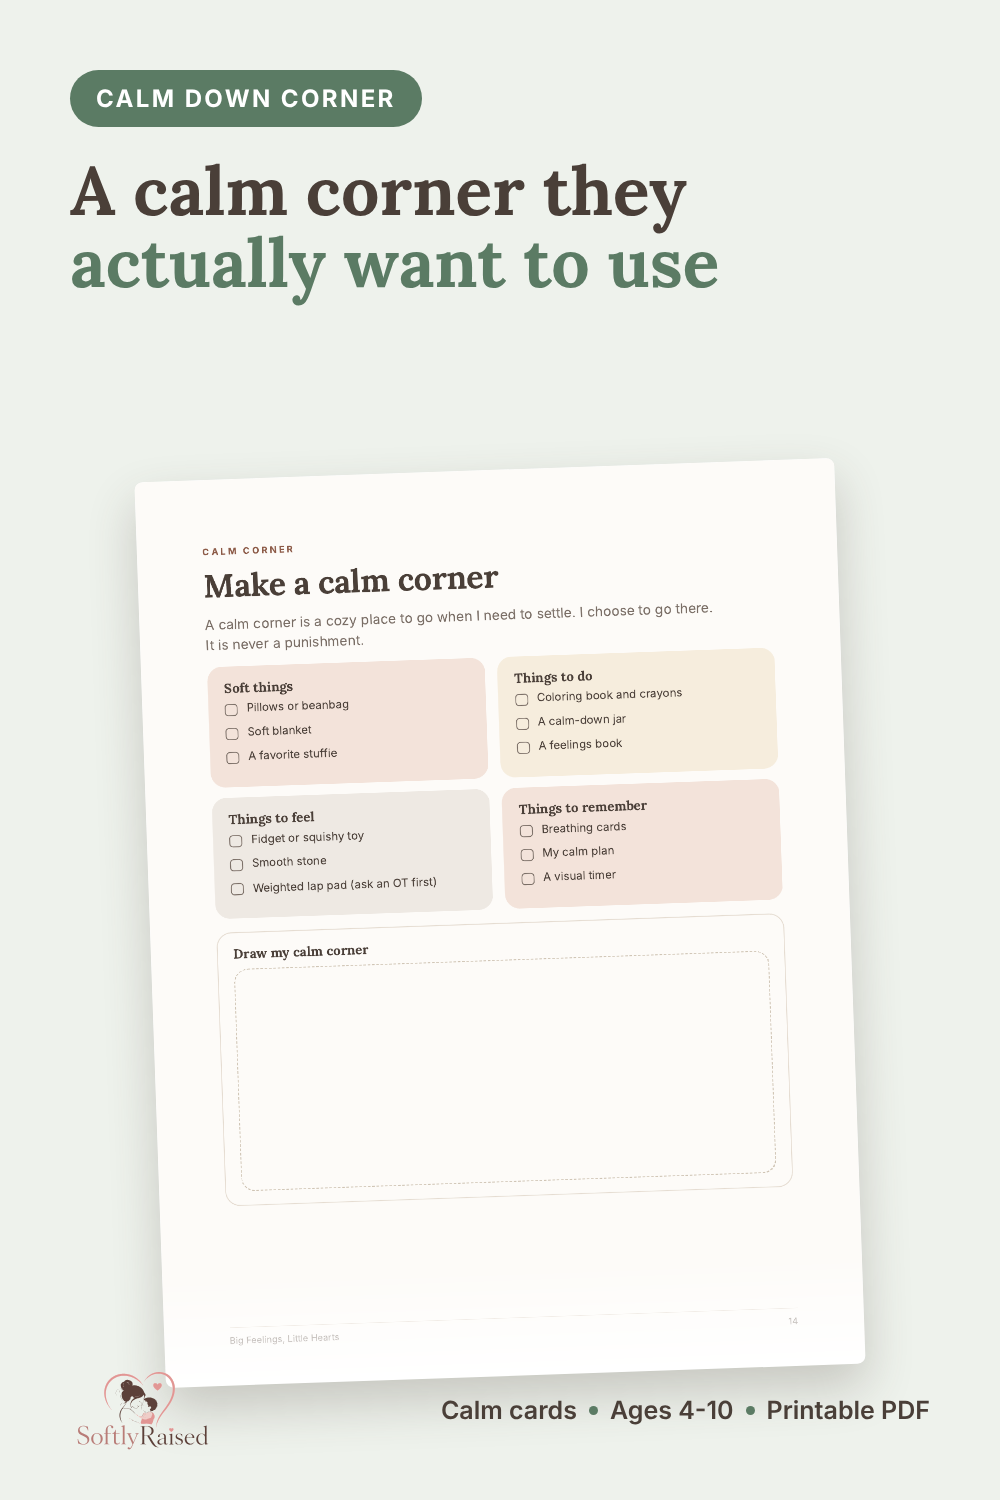 CALM DOWN CORNER
A calm corner they
actually want to use
CALM CORNER
Make a calm corner
A calm corner is a cozy place to go when I need to settle. I choose to go there.
It is never a punishment.
Soft things
Pillows or beanbag
Soft blanket
A favorite stuffie
Things to do
Coloring book and crayons
A calm-down jar
A feelings book
Things to feel
Fidget or squishy toy
Smooth stone
Weighted lap pad (ask an OT first)
Things to remember
Breathing cards
My calm plan
A visual timer
Draw my calm corner
Big Feelings, Little Hearts
14
SoftlyRaised
Calm cards • Ages 4-10 • Printable PDF